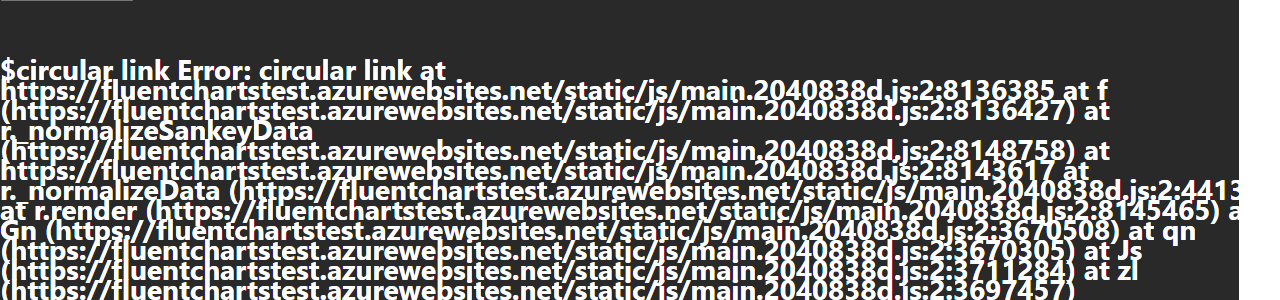 $circular link Error: circular link at
https://fluentchartstest.azurewebsites.net/static/js/main.2040838d.js:2:8136385 at f
(https://fluentchartstest.azurewebsites.net/static/js/main.2040838d.js:2:8136427) at
r._normalizeSankeyData
(https://fluentchartstest.azurewebsites.net/static/js/main.2040838d.js:2:8148758) at
https://fluentchartstest.azurewebsites.net/static/js/main.2040838d.js:2:8143617 at
r._normalizeData (https://fluentchartstest.azurewebsites.net/static/js/main.2040838d.js:2:4413
at r.render (https://fluentchartstest.azurewebsites.net/static/js/main.2040838d.js:2:8145465) a
Gn (https://fluentchartstest.azurewebsites.net/static/js/main.2040838d.js:2:3670508) at qn
(https://fluentchartstest.azurewebsites.net/static/js/main.2040838d.js:2:3670305) at Js
(https://fluentchartstest.azurewebsites.net/static/js/main.2040838d.js:2:3711284) at zl
(https://fluentchartstest.azurewebsites.net/static/js/main.2040838d.js:2:3697457)